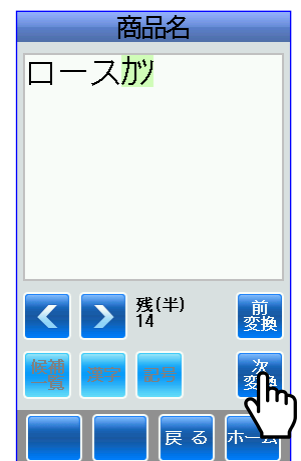 商品名
ロースｶﾂ
残(半)
14
前
変換
候補
一覧
漢字
記号
次
変換
戻る
ホーム